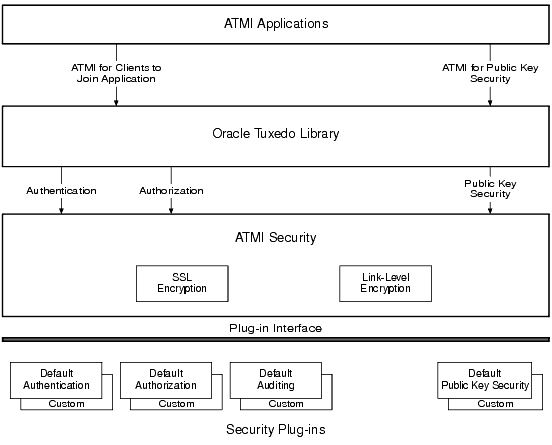 ATMI Applications
ATMI for Clients to
Join Application
ATMI for Public Key
Security
Oracle Tuxedo Library
Authentication
Authorization
Public Key
Security
ATMI Security
SSL
Encryption
Link-Level
Encryption
Plug-in Interface
Default
Authentication
Custom
Default
Authorization
Custom
Default
Auditing
Custom
Default
Public Key Security
Custom
Security Plug-ins